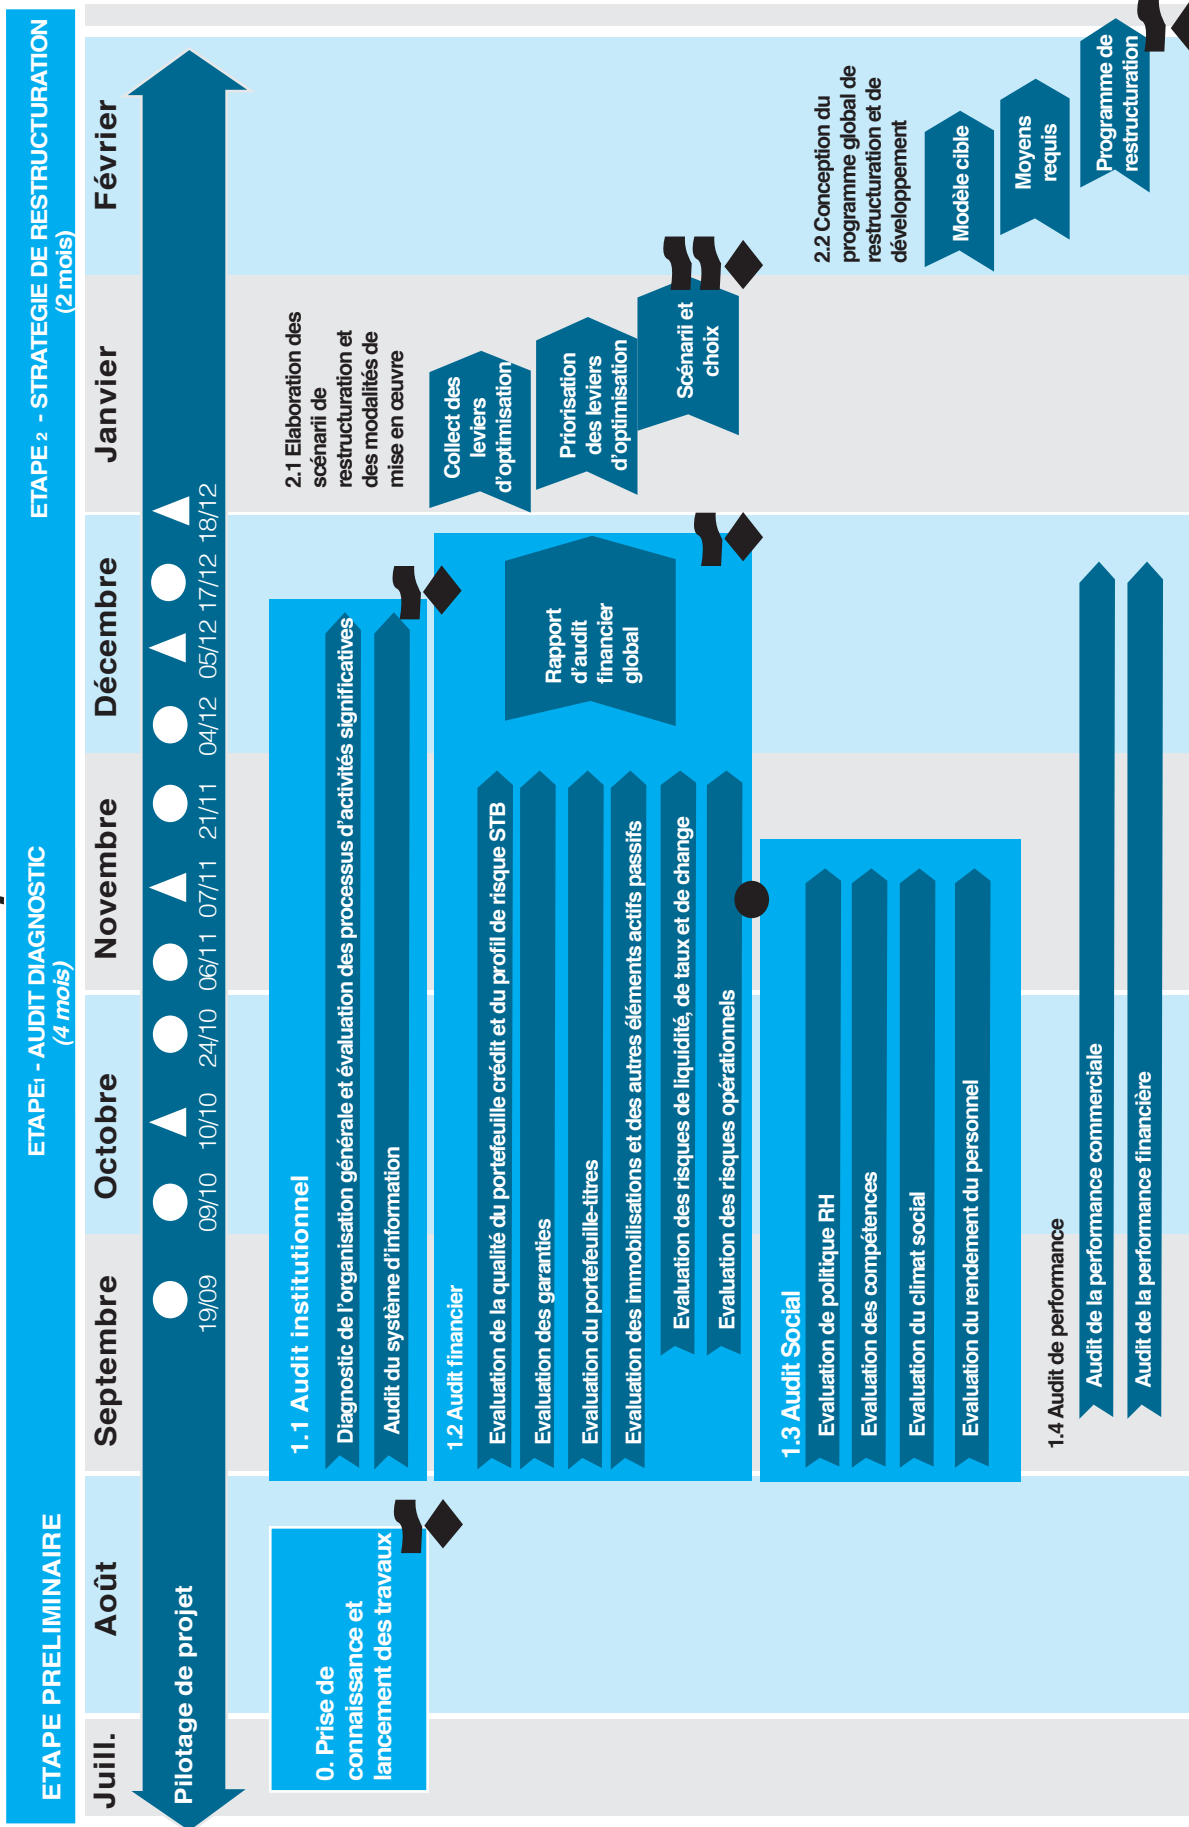 ETAPE PRELIMINAIRE
ETAPE1 - AUDIT DIAGNOSTIC
(4 mois)
ETAPE 2 - STRATEGIE DE RESTRUCTURATION
(2 mois)
Juill.
Août
Septembre
Octobre
Novembre
Décembre
Janvier
Février
Pilotage de projet
19/09
09/10
10/10
24/10
06/11
07/11
21/11
04/12
05/12
17/12
18/12
0. Prise de
connaissance et
lancement des travaux
1.1 Audit institutionnel
Diagnostic de l'organisation générale et évaluation des processus d'activités significatives
Audit du système d'information
1.2 Audit financier
Evaluation de la qualité du portefeuille crédit et du profil de risque STB
Evaluation des garanties
Evaluation du portefeuille-titres
Evaluation des immobilisations et des autres éléments actifs passifs
Evaluation des risques de liquidité, de taux et de change
Evaluation des risques opérationnels
Rapport
d'audit
financier
global
1.3 Audit Social
Evaluation de politique RH
Evaluation des compétences
Evaluation du climat social
Evaluation du rendement du personnel
1.4 Audit de performance
Audit de la performance commerciale
Audit de la performance financière
2.1 Elaboration des
scénarii de
restructuration et
des modalités de
mise en œuvre
Collect des
leviers
d'optimisation
Priorisation
des leviers
d'optimisation
Scénarii et
choix
2.2 Conception du
programme global de
restructuration et de
développement
Modèle cible
Moyens
requis
Programme de
restructuration